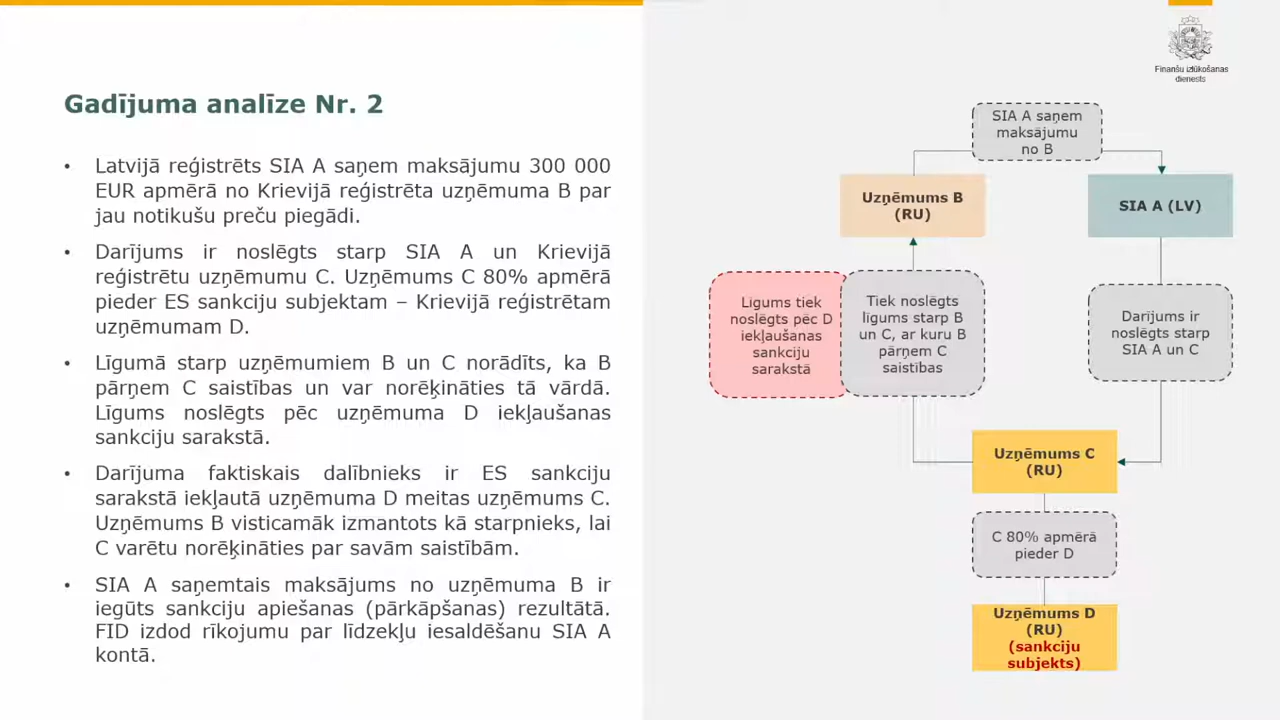 Finanšu izlūkošanas
dienests
Gadījuma analīze Nr. 2
• Latvijā reģistrēts SIA A saņem maksājumu 300 000
EUR apmērā no Krievijā reģistrēta uzņēmuma B par
jau notikušu preču piegādi.
• Darījums ir noslēgts starp SIA A un Krievijā
reģistrētu uzņēmumu C. Uzņēmums C 80% apmērā
pieder ES sankciju subjektam – Krievijā reģistrētam
uzņēmumam D.
• Līgumā starp uzņēmumiem B un C norādīts, ka B
pārņem C saistības un var norēķināties tā vārdā.
Līgums noslēgts pēc uzņēmuma D iekļaušanas
sankciju sarakstā.
• Darījuma faktiskais dalībnieks ir ES sankciju
sarakstā iekļautā uzņēmuma D meitas uzņēmums C.
Uzņēmums B visticamāk izmantots kā starpnieks, lai
C varētu norēķināties par savām saistībām.
• SIA A saņemtais maksājums no uzņēmuma B ir
iegūts sankciju apiešanas (pārkāpšanas) rezultātā.
FID izdod rīkojumu par līdzekļu iesaldēšanu SIA A
kontā.
SIA A saņem
maksājumu
no B
Uzņēmums B
(RU)
SIA A (LV)
Līgums tiek
noslēgts pēc D
iekļaušanas
sankciju
sarakstā
Tiek noslēgts
līgums starp B
un C, ar kuru B
pārņem C
saistības
Darījums ir
noslēgts starp
SIA A un C
Uzņēmums C
(RU)
C 80% apmērā
pieder D
Uzņēmums D
(RU)
(sankciju
subjekts)